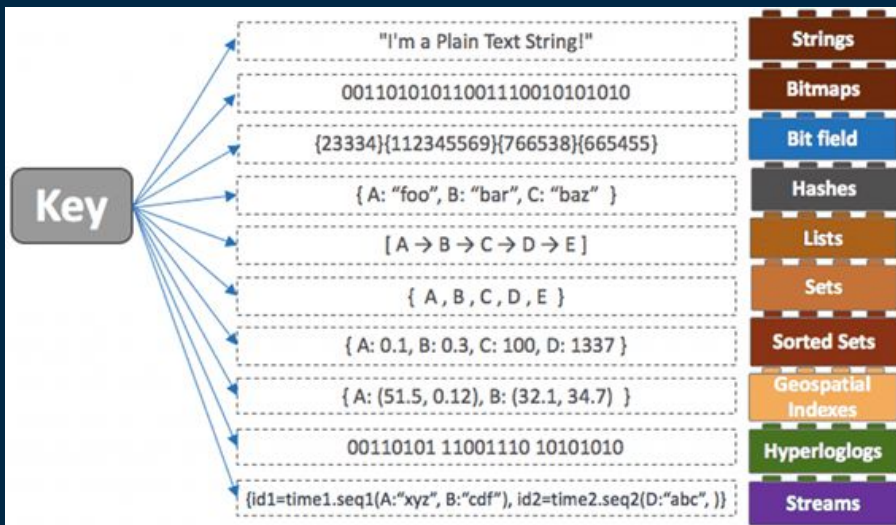 Key
"I'm a Plain Text String!"
Strings
0011010101100111001010​1010
Bitmaps
{23334}{112345569}{766538}{665455}
Bit field
{ A: “foo”, B: “bar”, C: “baz” }
Hashes
[ A → B → C → D → E ]
Lists
{ A , B , C , D , E }
Sets
{ A: 0.1, B: 0.3, C: 100, D: 1337 }
Sorted Sets
{ A: (51.5, 0.12), B: (32.1, 34.7) }
Geospatial
Indexes
00110101 11001110 10101010
Hyperloglogs
{id1=time1.seq1(A:“xyz”, B:“cdf”), id2=time2.seq2(D:“abc”, )}
Streams